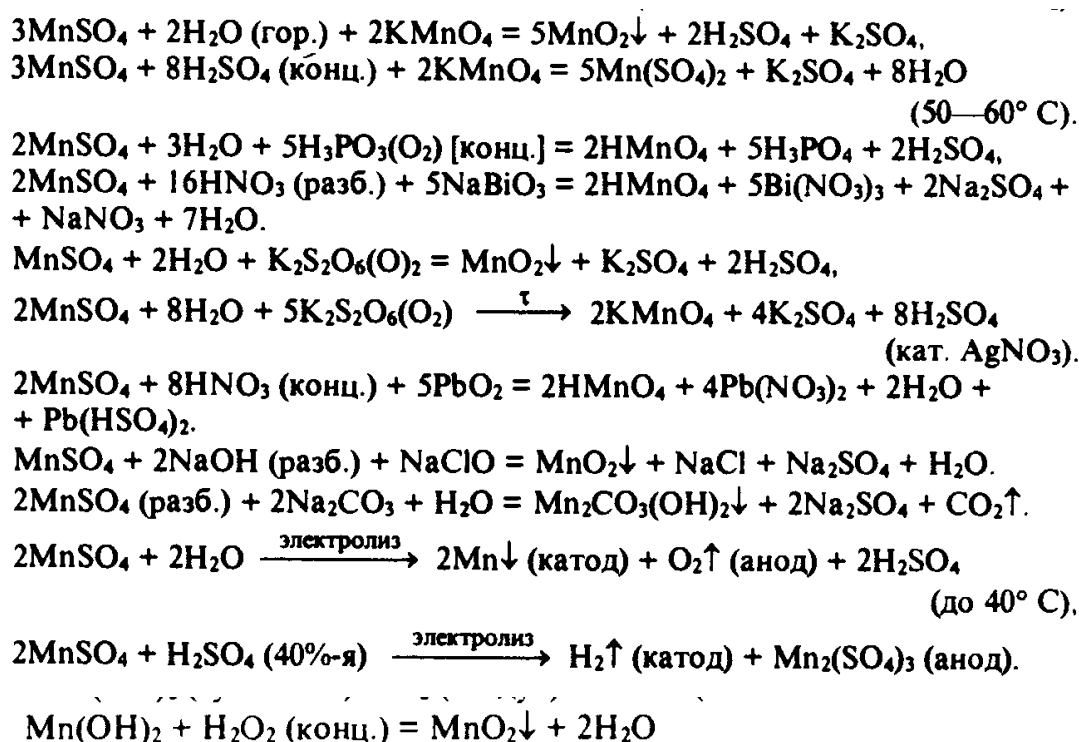 3MnSO₄ + 2H₂O (гор.) + 2KMnO₄ = 5MnO₂↓ + 2H₂SO₄ + K₂SO₄,
3MnSO₄ + 8H₂SO₄ (конц.) + 2KMnO₄ = 5Mn(SO₄)₂ + K₂SO₄ + 8H₂O
(50—60° C).
2MnSO₄ + 3H₂O + 5H₃PO₃(O₂) [конц.] = 2HMnO₄ + 5H₃PO₄ + 2H₂SO₄,
2MnSO₄ + 16HNO₃ (разб.) + 5NaBiO₃ = 2HMnO₄ + 5Bi(NO₃)₃ + 2Na₂SO₄ +
+ NaNO₃ + 7H₂O.
MnSO₄ + 2H₂O + K₂S₂O₆(O)₂ = MnO₂↓ + K₂SO₄ + 2H₂SO₄,
2MnSO₄ + 8H₂O + 5K₂S₂O₆(O₂) —τ→ 2KMnO₄ + 4K₂SO₄ + 8H₂SO₄
(кат. AgNO₃).
2MnSO₄ + 8HNO₃ (конц.) + 5PbO₂ = 2HMnO₄ + 4Pb(NO₃)₂ + 2H₂O +
+ Pb(HSO₄)₂.
MnSO₄ + 2NaOH (разб.) + NaClO = MnO₂↓ + NaCl + Na₂SO₄ + H₂O.
2MnSO₄ (разб.) + 2Na₂CO₃ + H₂O = Mn₂CO₃(OH)₂↓ + 2Na₂SO₄ + CO₂↑.
2MnSO₄ + 2H₂O —электролиз→ 2Mn↓ (катод) + O₂↑ (анод) + 2H₂SO₄
(до 40° C),
2MnSO₄ + H₂SO₄ (40%-я) —электролиз→ H₂↑ (катод) + Mn₂(SO₄)₃ (анод).
Mn(OH)₂ + H₂O₂ (конц.) = MnO₂↓ + 2H₂O